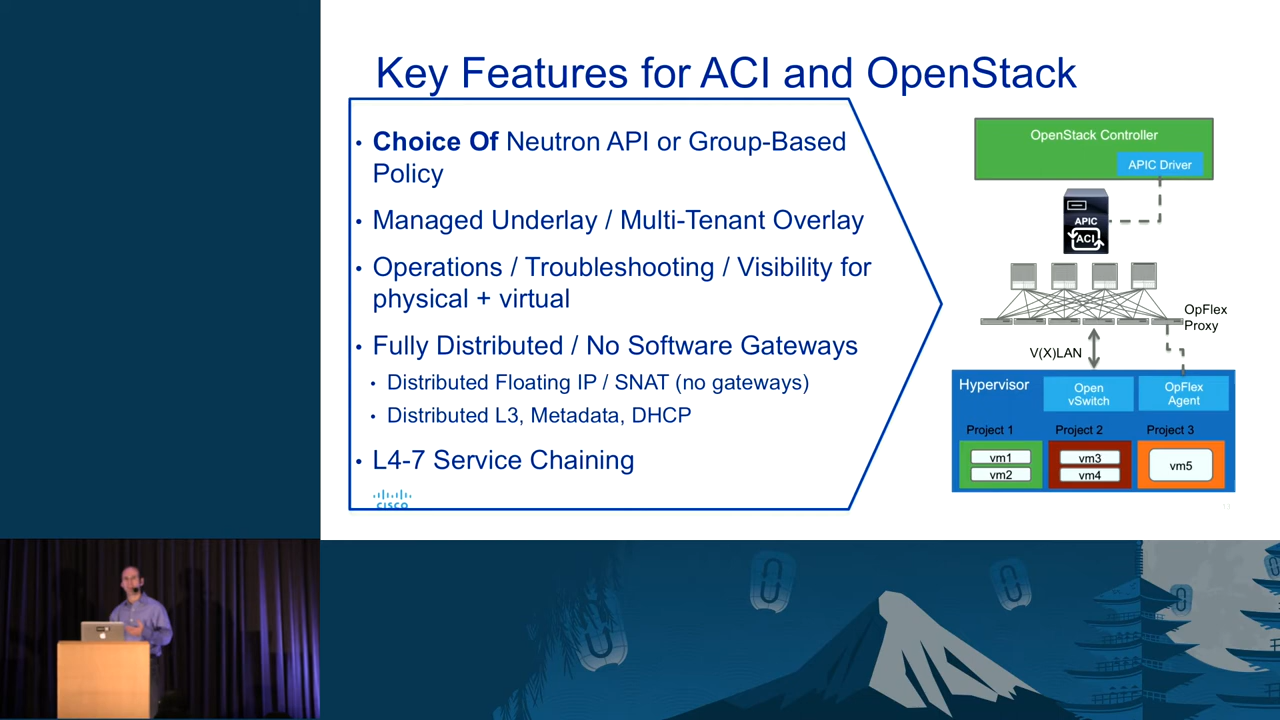 Key Features for ACI and OpenStack
• Choice Of Neutron API or Group-Based
Policy
• Managed Underlay / Multi-Tenant Overlay
• Operations / Troubleshooting / Visibility for
physical + virtual
• Fully Distributed / No Software Gateways
• Distributed Floating IP / SNAT (no gateways)
• Distributed L3, Metadata, DHCP
• L4-7 Service Chaining
CISCO
OpenStack Controller
APIC Driver
APIC
ACI
OpFlex
Proxy
V(X)LAN
Hypervisor
Open
vSwitch
OpFlex
Agent
Project 1
Project 2
Project 3
vm1
vm2
vm3
vm4
vm5